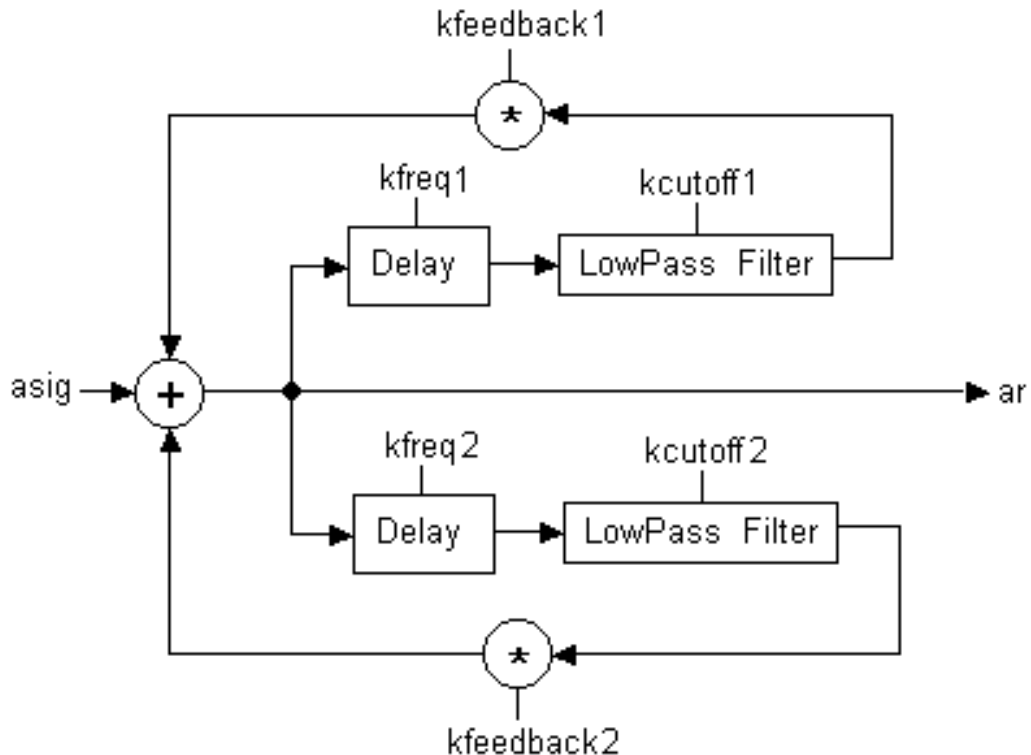 kfeedback1
*
kfreq1
kcutoff1
Delay
LowPass Filter
asig
+
ar
kfreq2
kcutoff2
Delay
LowPass Filter
*
kfeedback2